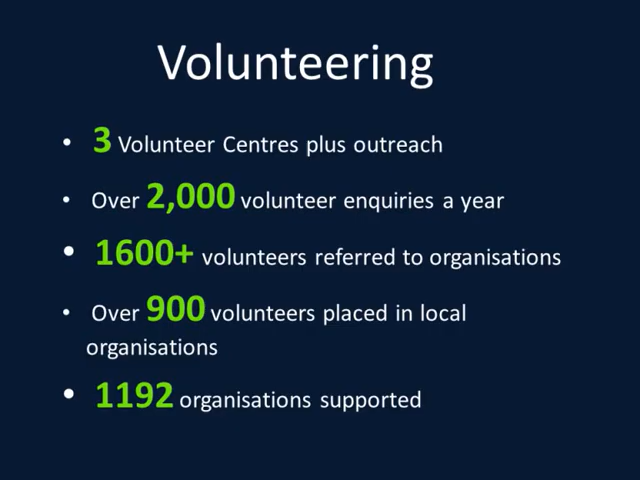 Volunteering
• 3 Volunteer Centres plus outreach
• Over 2,000 volunteer enquiries a year
• 1600+ volunteers referred to organisations
• Over 900 volunteers placed in local
organisations
• 1192 organisations supported